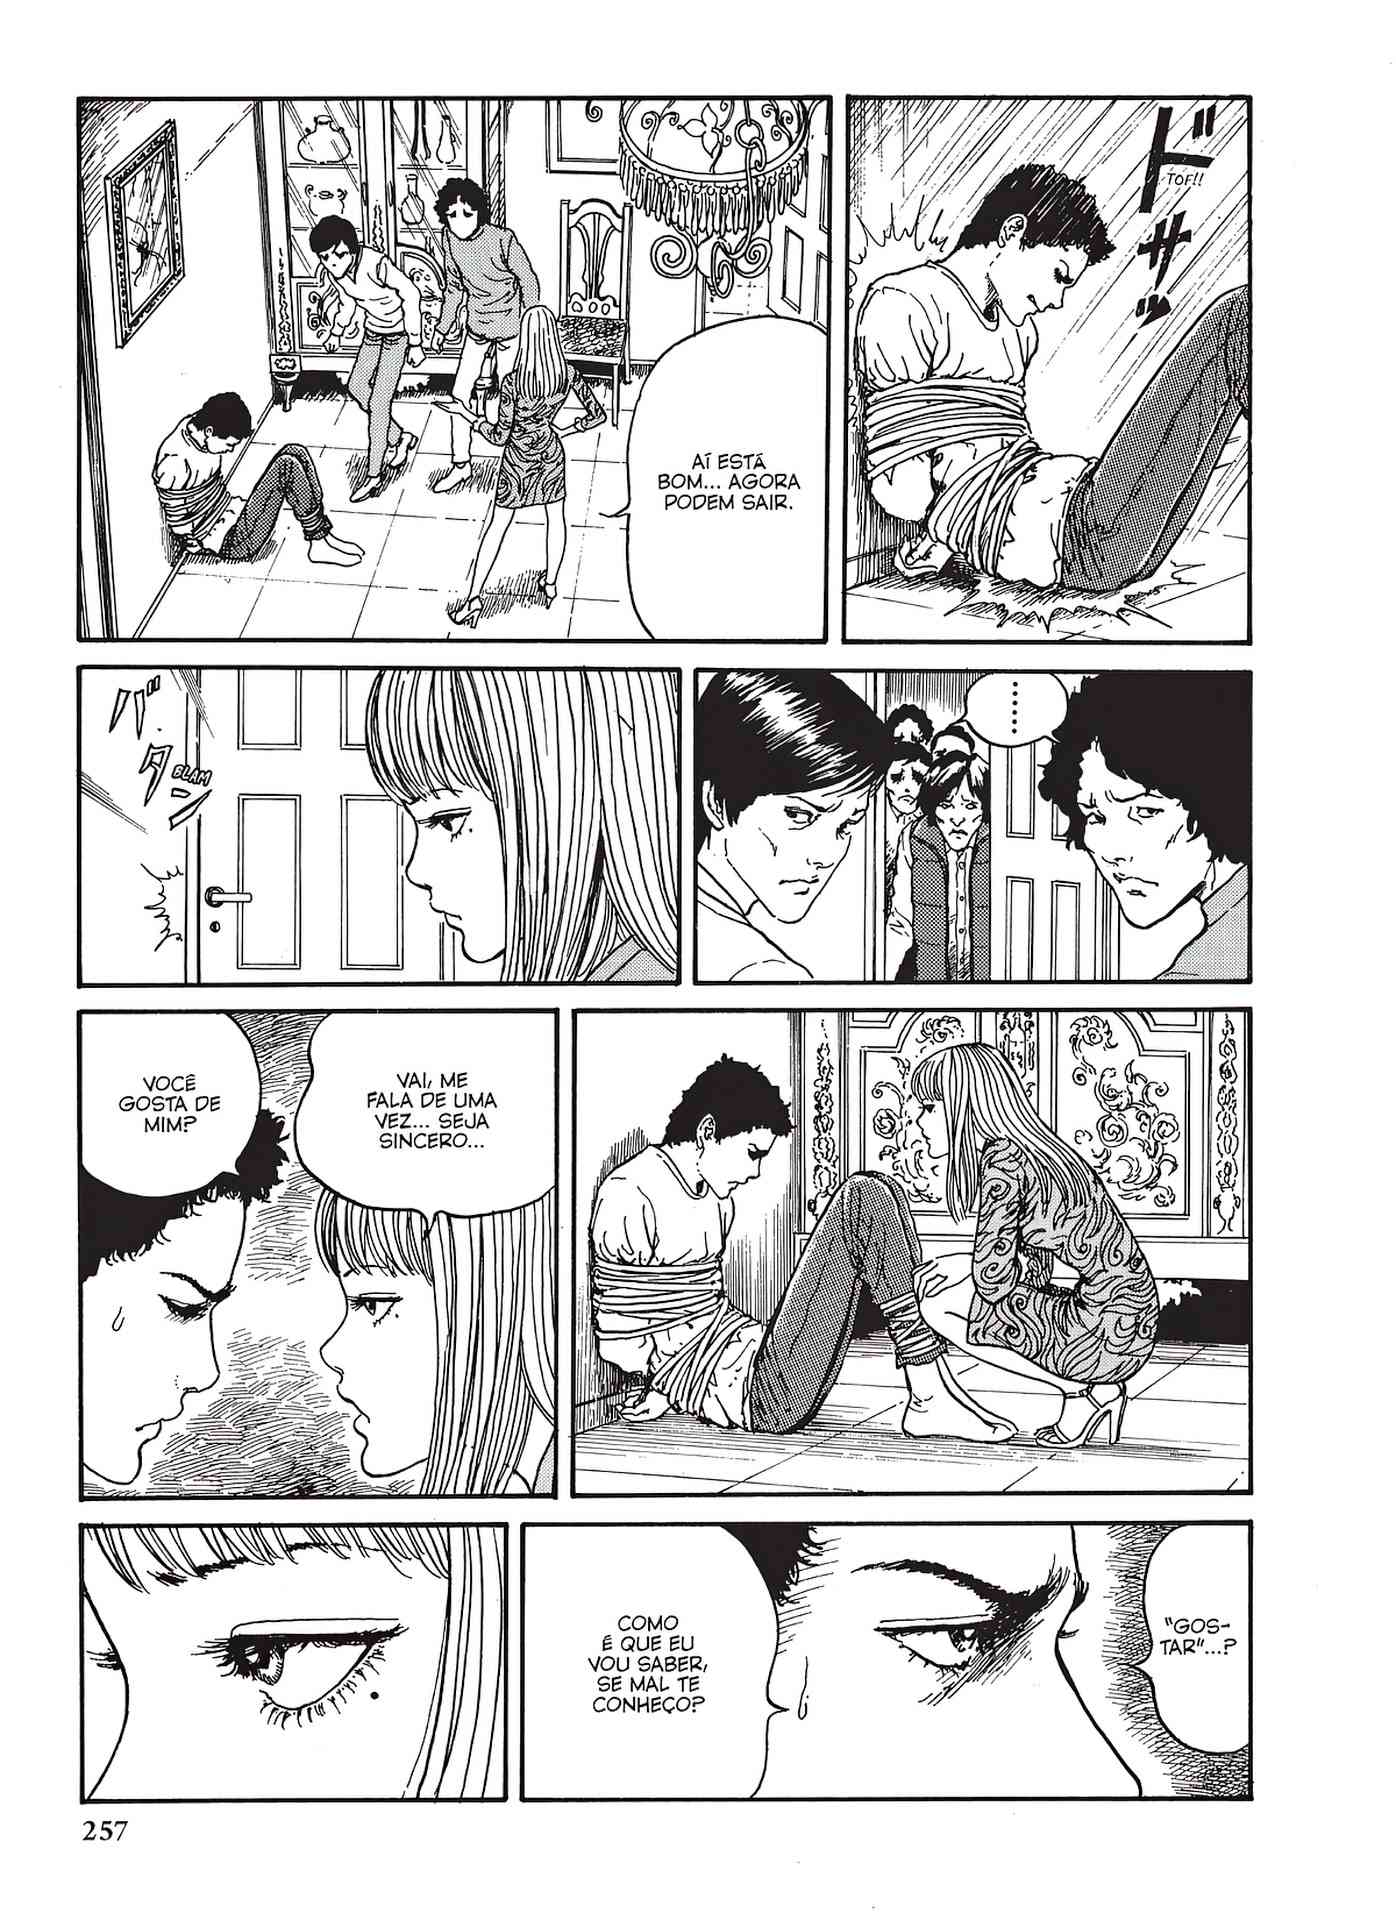 ドサッ
TOF!!
AÍ ESTÁ
BOM... AGORA
PODEM SAIR.
......
バタン
BLAM
VAI, ME
FALA DE UMA
VEZ... SEJA
SINCERO...
VOCÊ
GOSTA DE
MIM?
"GOS-
TAR"...?
COMO
É QUE EU
VOU SABER,
SE MAL TE
CONHEÇO?
257